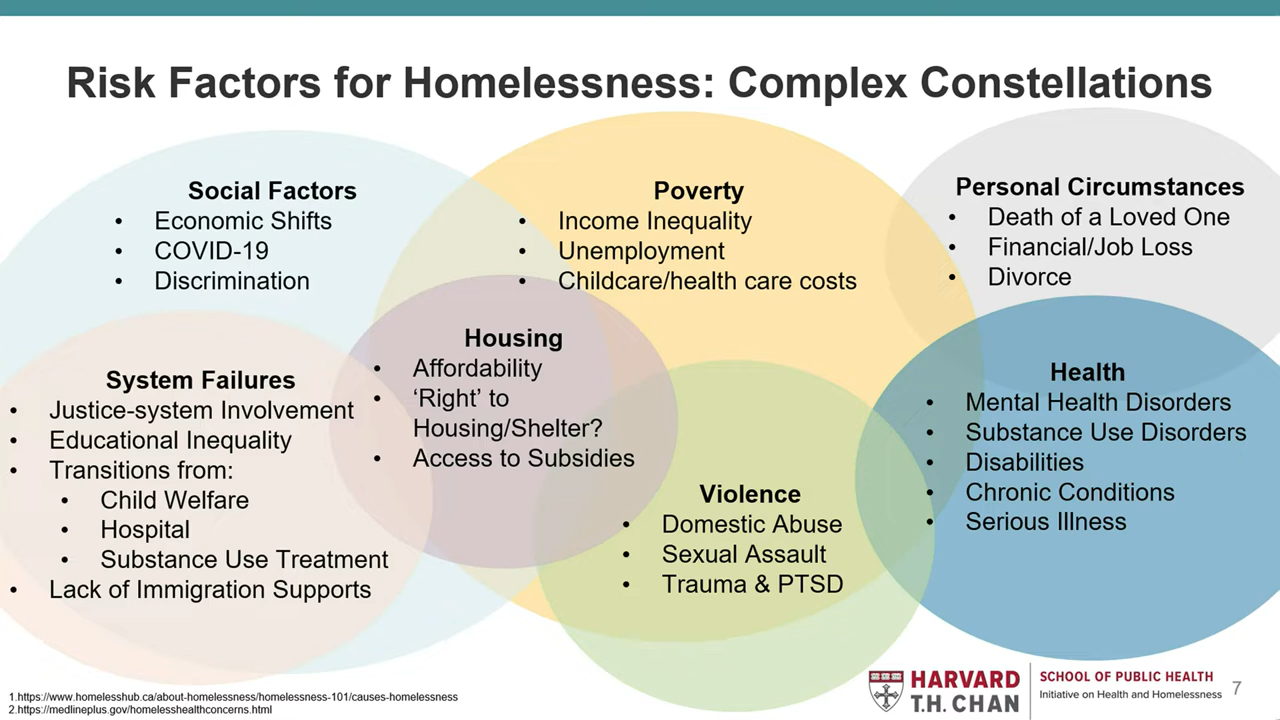 Risk Factors for Homelessness: Complex Constellations
Social Factors
• Economic Shifts
• COVID-19
• Discrimination
Poverty
• Income Inequality
• Unemployment
• Childcare/health care costs
Personal Circumstances
• Death of a Loved One
• Financial/Job Loss
• Divorce
System Failures
• Justice-system Involvement
• Educational Inequality
• Transitions from:
• Child Welfare
• Hospital
• Substance Use Treatment
• Lack of Immigration Supports
Housing
• Affordability
• ‘Right’ to
Housing/Shelter?
• Access to Subsidies
Violence
• Domestic Abuse
• Sexual Assault
• Trauma & PTSD
Health
• Mental Health Disorders
• Substance Use Disorders
• Disabilities
• Chronic Conditions
• Serious Illness
1.https://www.homelesshub.ca/about-homelessness/homelessness-101/causes-homelessness
2.https://medlineplus.gov/homelesshealthconcerns.html
HARVARD
T.H. CHAN
SCHOOL OF PUBLIC HEALTH
Initiative on Health and Homelessness
7